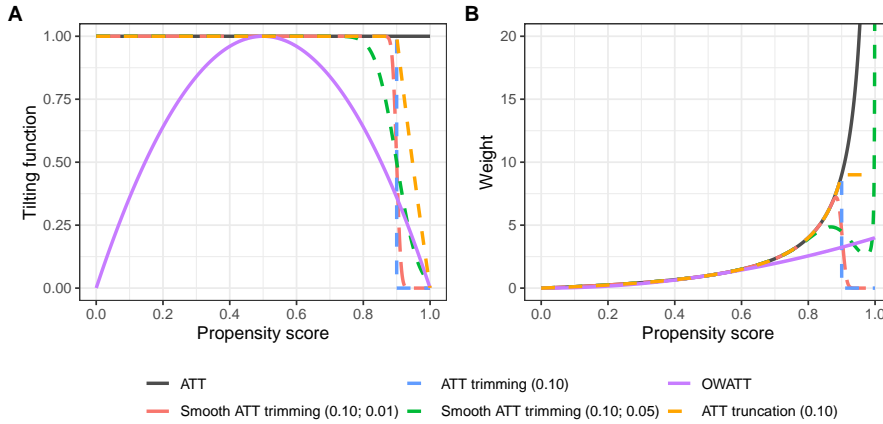 A
B
1.00
0.75
0.50
0.25
0.00
Tilting function
0.0 0.2 0.4 0.6 0.8 1.0
Propensity score
20
15
10
5
0
Weight
0.0 0.2 0.4 0.6 0.8 1.0
Propensity score
ATT ATT trimming (0.10) OWATT
Smooth ATT trimming (0.10; 0.01) Smooth ATT trimming (0.10; 0.05) ATT truncation (0.10)